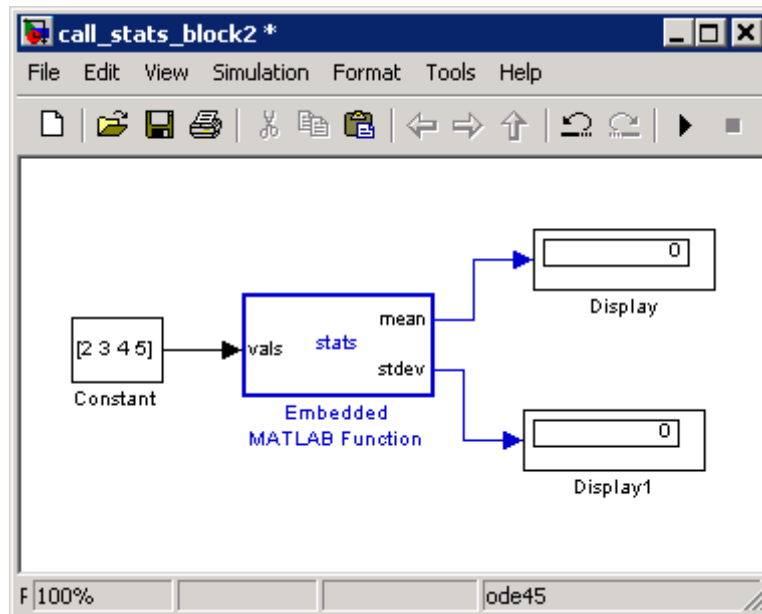 call_stats_block2 *
File Edit View Simulation Format Tools Help
0
Display
mean
[2 3 4 5]
vals
stats
stdev
Constant
Embedded
MATLAB Function
0
Display1
F 100%
ode45